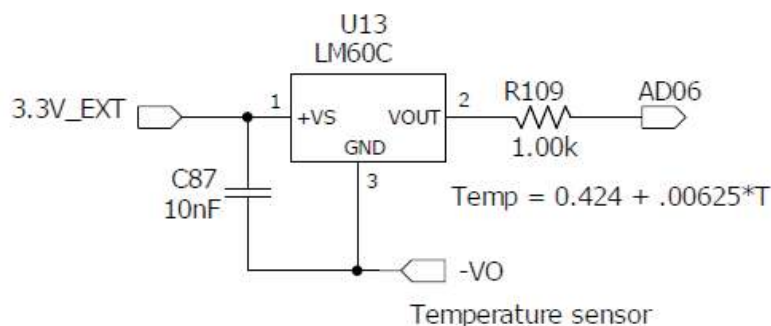 U13
LM60C
3.3V_EXT
1
+VS
VOUT
2
R109
AD06
GND
1.00k
3
C87
10nF
Temp = 0.424 + .00625*T
-VO
Temperature sensor